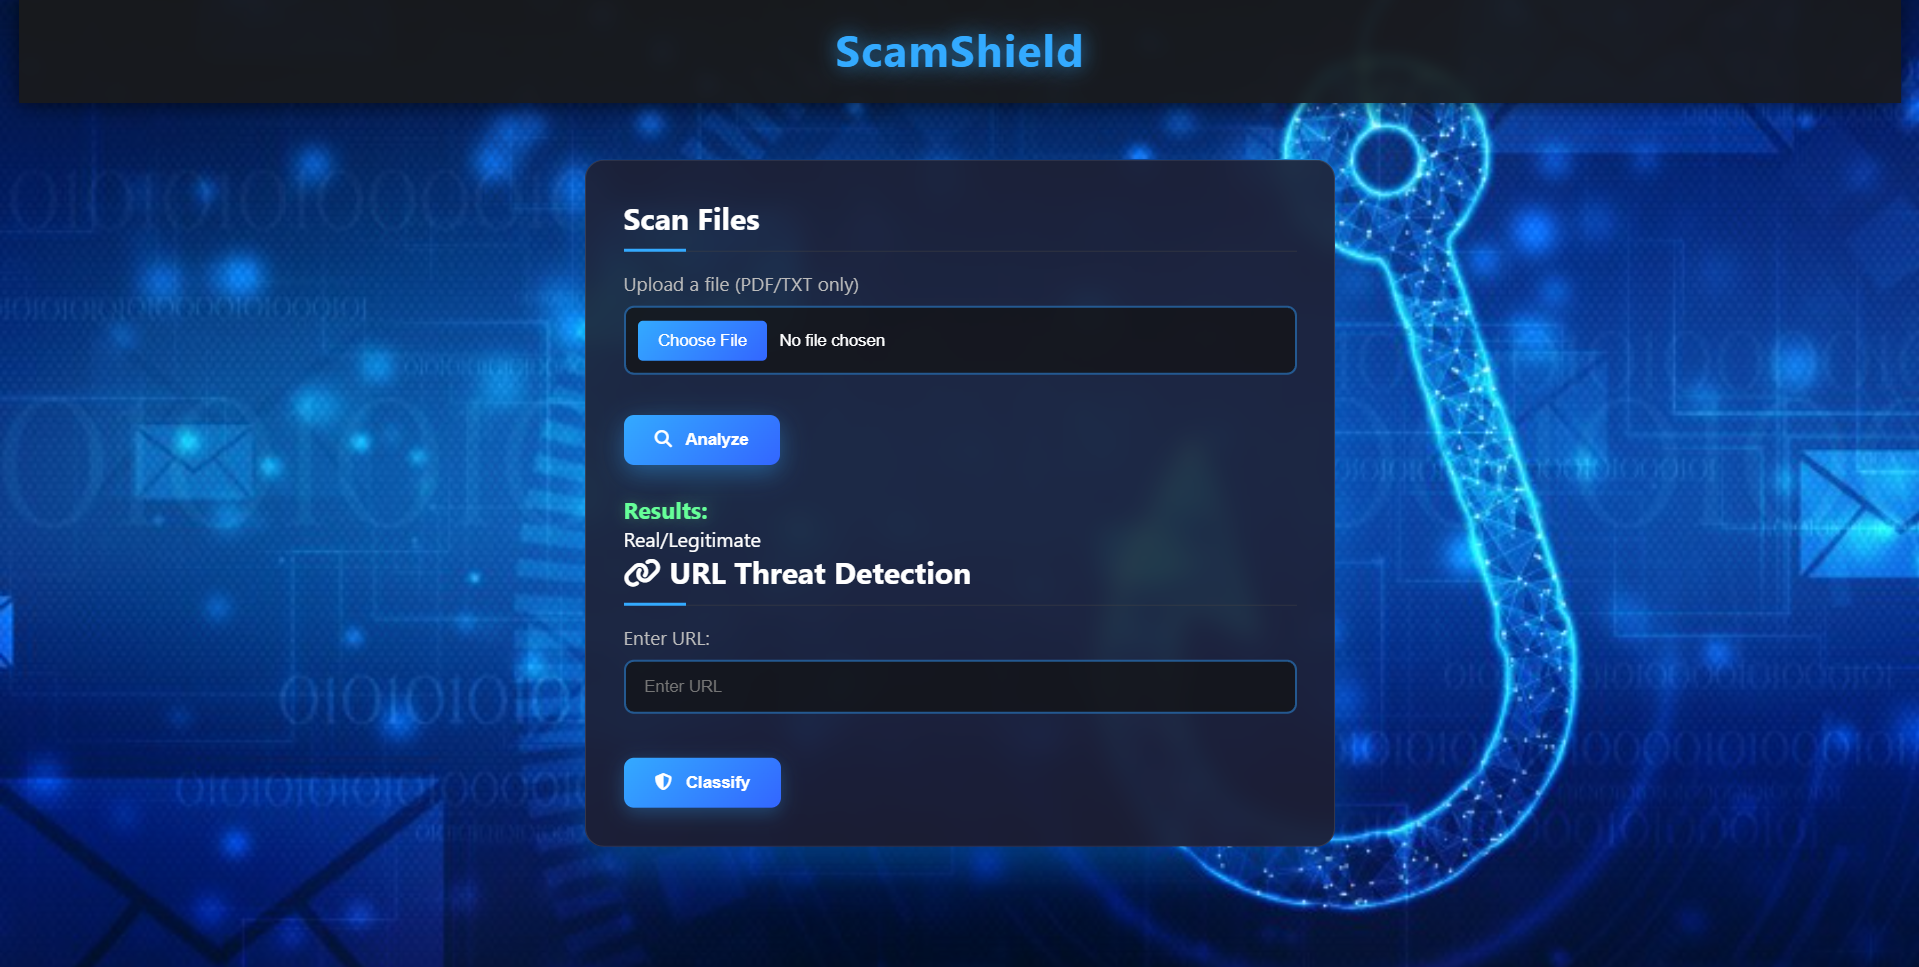 ScamShield
Scan Files
Upload a file (PDF/TXT only)
Choose File No file chosen
Analyze
Results:
Real/Legitimate
URL Threat Detection
Enter URL:
Enter URL
Classify